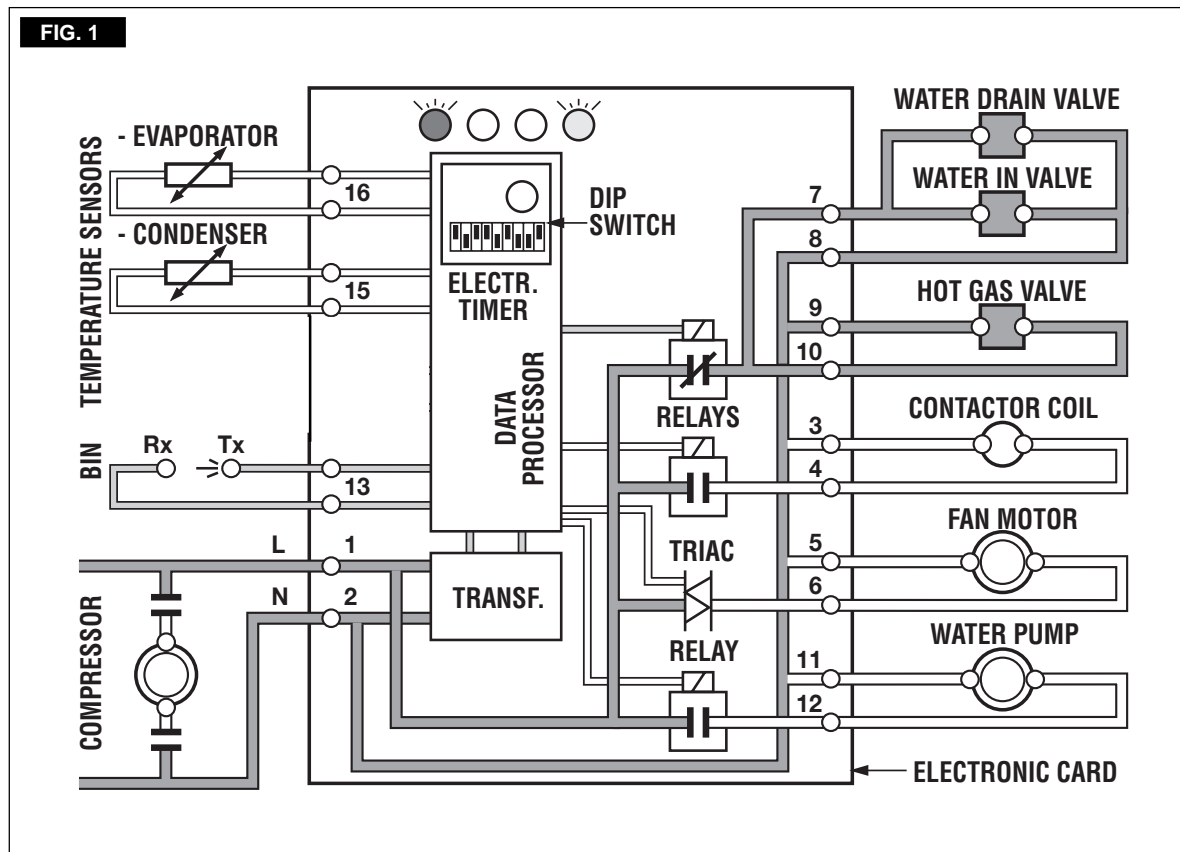 FIG. 1
TEMPERATURE SENSORS
- EVAPORATOR
16
- CONDENSER
15
BIN
Rx
Tx
13
L
1
N
2
COMPRESSOR
DIP
SWITCH
ELECTR.
TIMER
DATA
PROCESSOR
TRANSF.
RELAYS
TRIAC
RELAY
WATER DRAIN VALVE
WATER IN VALVE
7
8
HOT GAS VALVE
9
10
CONTACTOR COIL
3
4
FAN MOTOR
5
6
WATER PUMP
11
12
ELECTRONIC CARD